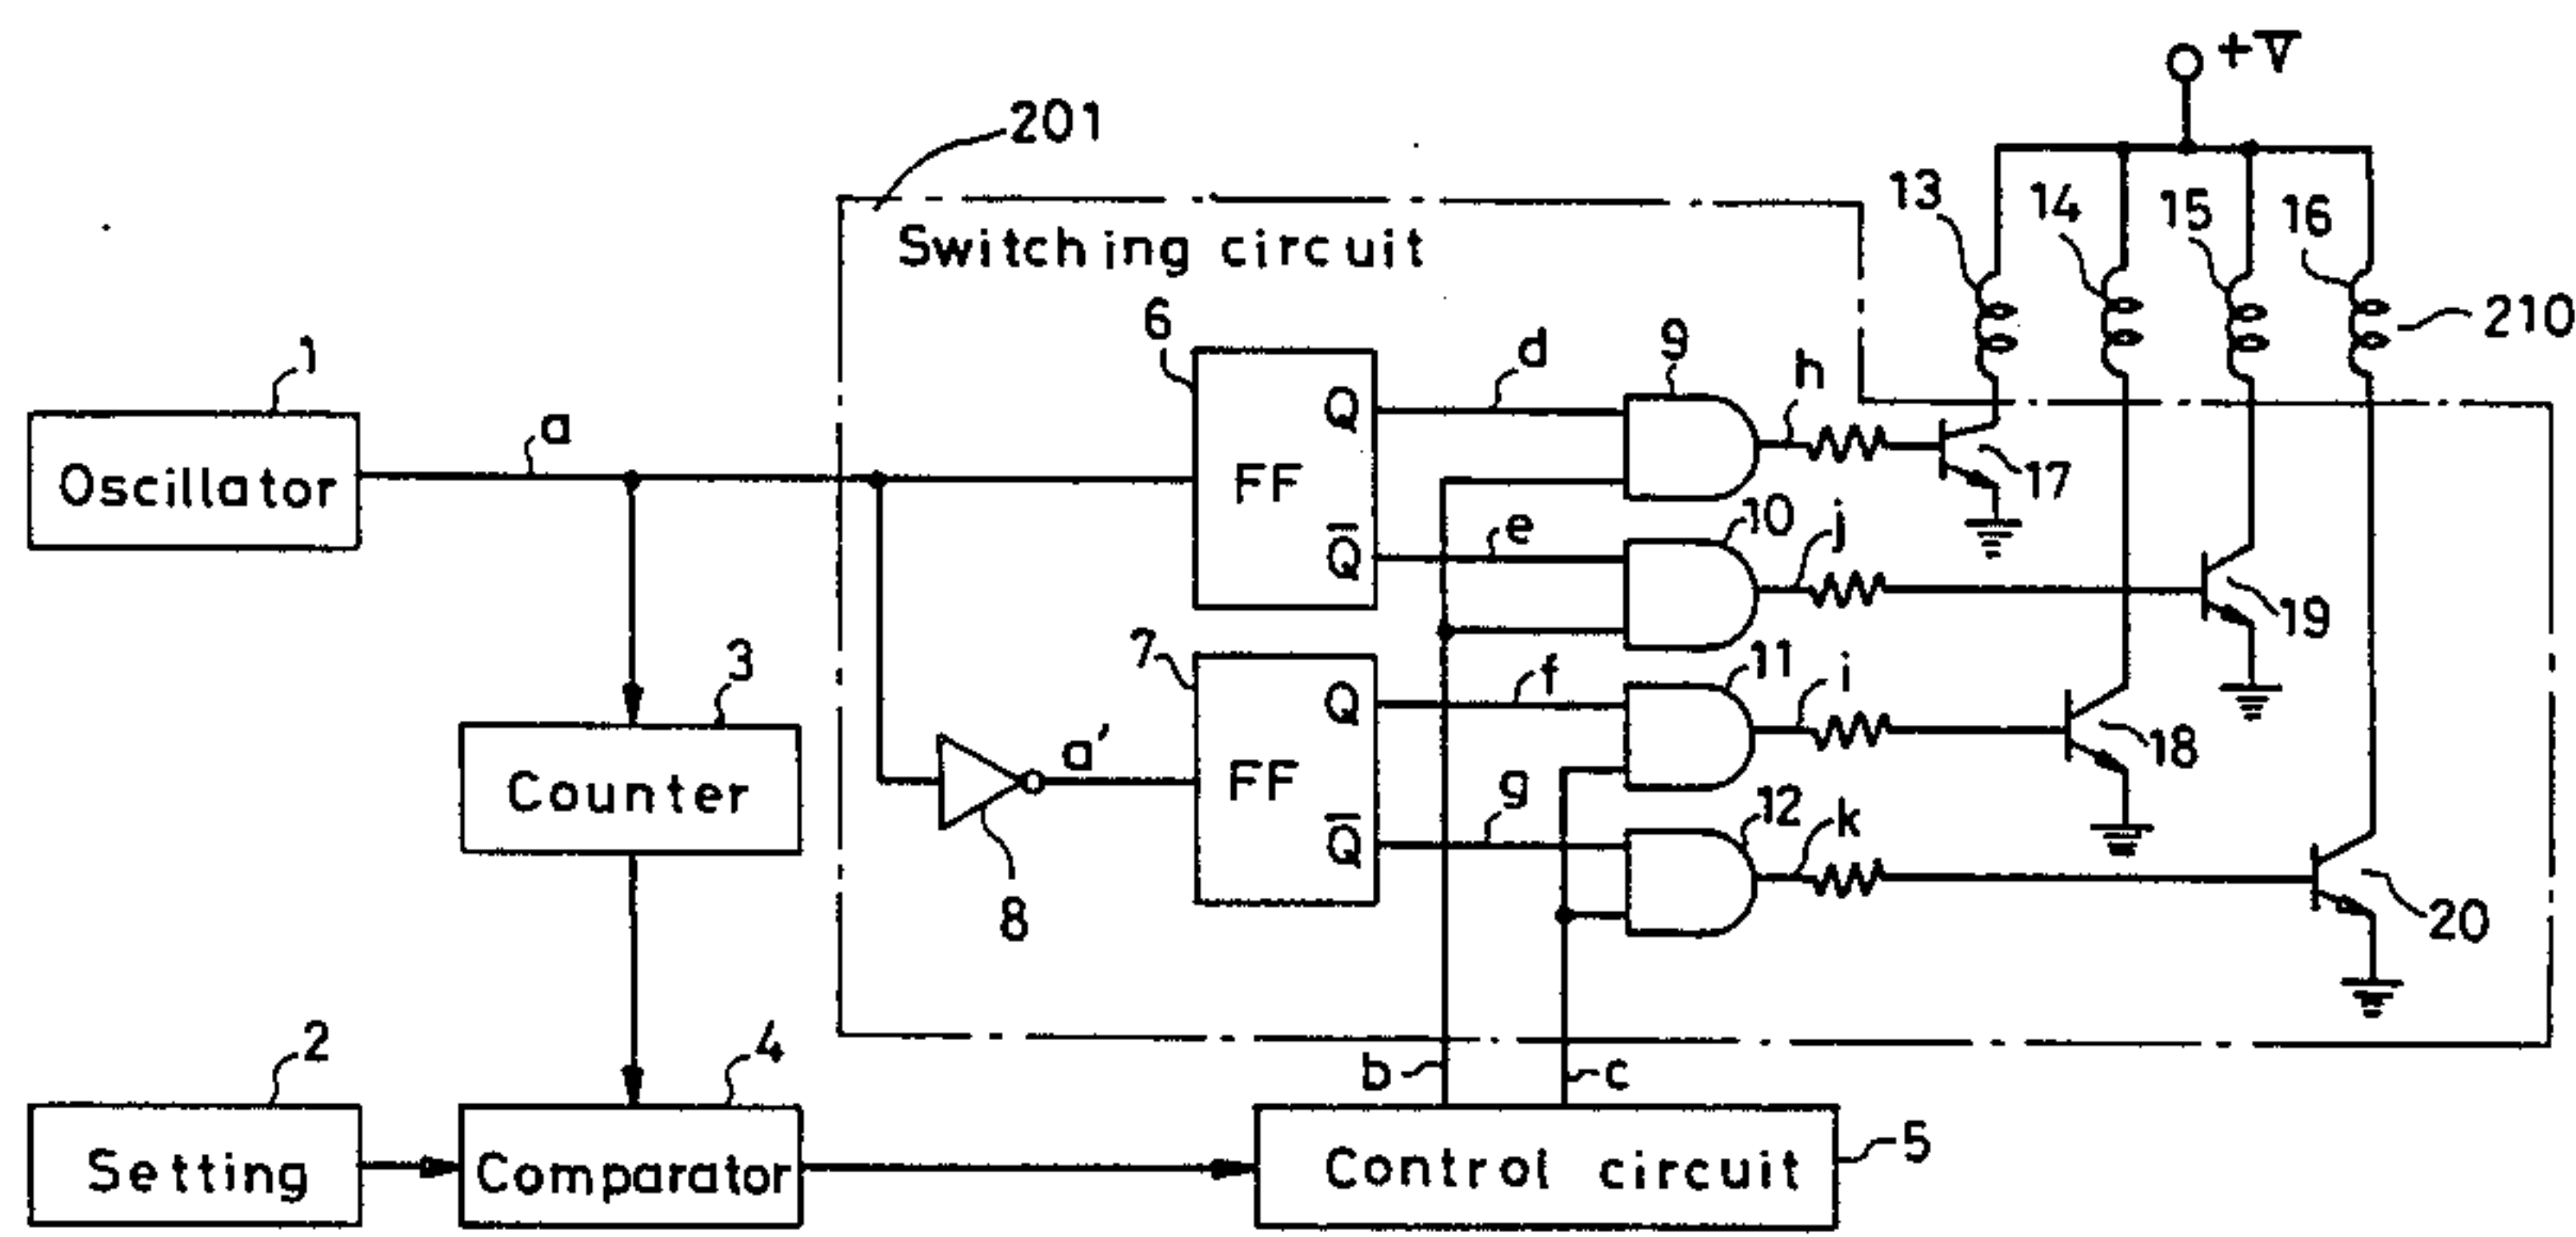 +V
201
Switching circuit
13
14
15
16
210
6
d
9
h
1
a
Q
17
Oscillator
FF
10
e
j
Q̅
19
7
3
f
11
i
Q
18
a'
Counter
FF
g
12
k
Q̅
8
20
2
4
b
c
Setting
Comparator
Control circuit
5